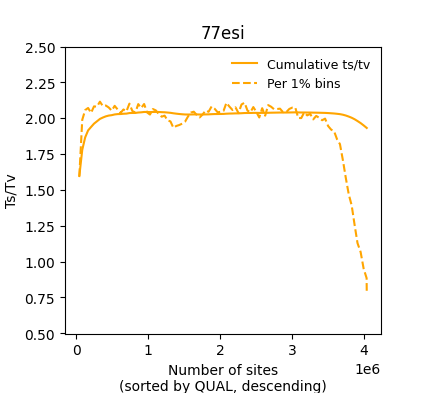 77esi
2.50
2.25
2.00
1.75
1.50
1.25
1.00
0.75
0.50
Ts/Tv
Cumulative ts/tv
Per 1% bins
0 1 2 3 4
1e6
Number of sites
(sorted by QUAL, descending)